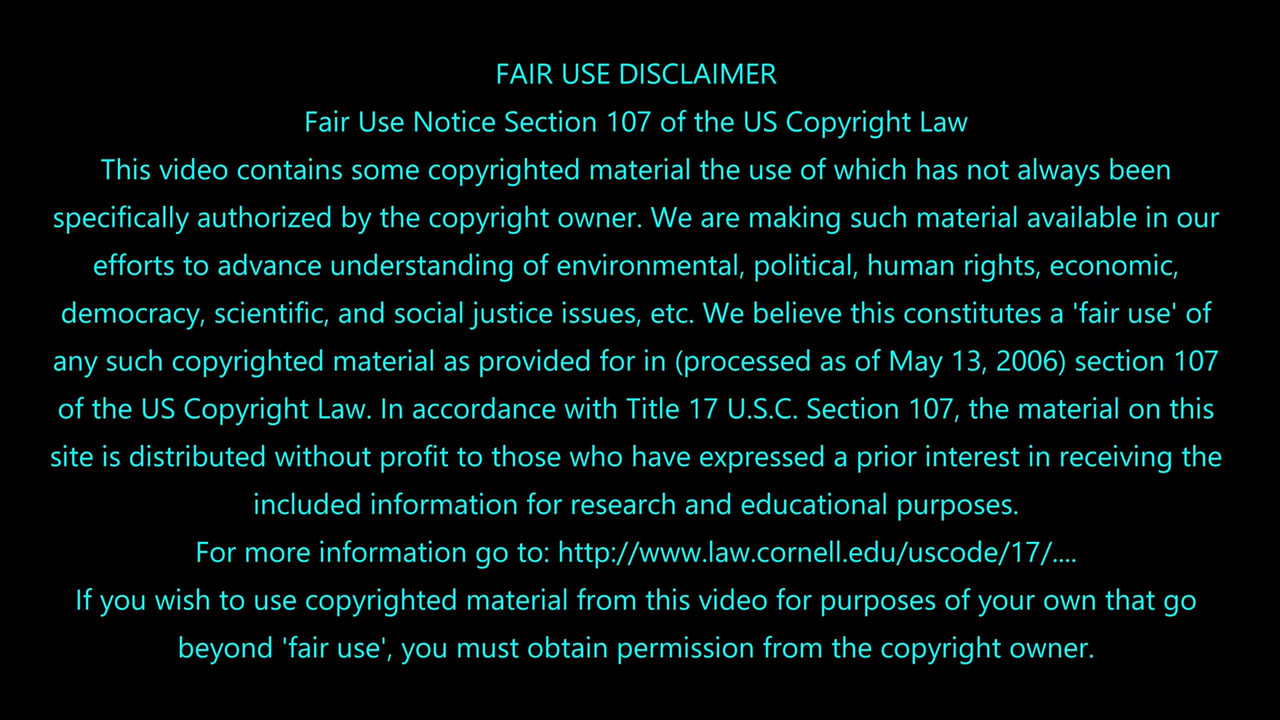 FAIR USE DISCLAIMER
Fair Use Notice Section 107 of the US Copyright Law
This video contains some copyrighted material the use of which has not always been
specifically authorized by the copyright owner. We are making such material available in our
efforts to advance understanding of environmental, political, human rights, economic,
democracy, scientific, and social justice issues, etc. We believe this constitutes a 'fair use' of
any such copyrighted material as provided for in (processed as of May 13, 2006) section 107
of the US Copyright Law. In accordance with Title 17 U.S.C. Section 107, the material on this
site is distributed without profit to those who have expressed a prior interest in receiving the
included information for research and educational purposes.
For more information go to: http://www.law.cornell.edu/uscode/17/....
If you wish to use copyrighted material from this video for purposes of your own that go
beyond 'fair use', you must obtain permission from the copyright owner.